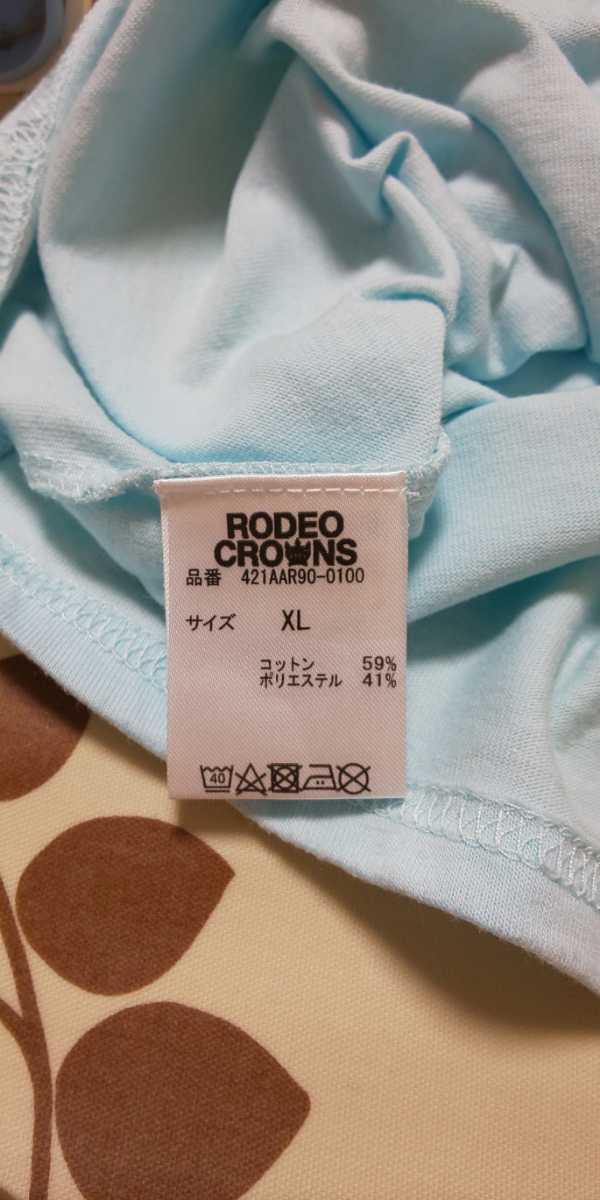 RODEO
CROWNS
品番 421AAR90-0100
サイズ XL
コットン 59%
ポリエステル 41%
40